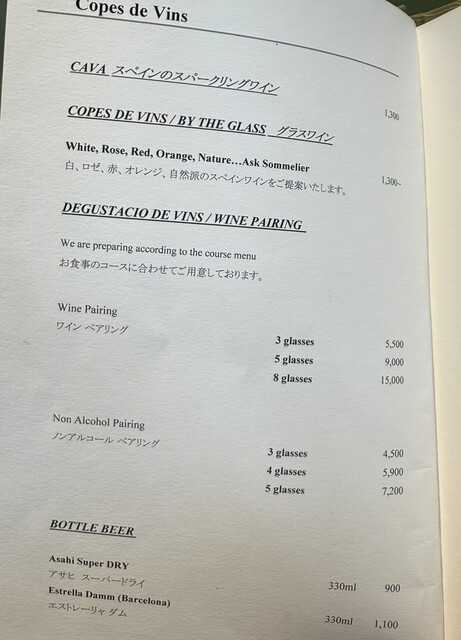 Copes de Vins
CAVA スペインのスパークリングワイン
1,300
COPES DE VINS / BY THE GLASS グラスワイン
White, Rose, Red, Orange, Nature…Ask Sommelier
白、ロゼ、赤、オレンジ、自然派のスペインワインをご提案いたします。 1,300~
DEGUSTACIO DE VINS / WINE PAIRING
We are preparing according to the course menu
お食事のコースに合わせてご用意しております。
Wine Pairing
ワイン ペアリング
3 glasses 5,500
5 glasses 9,000
8 glasses 15,000
Non Alcohol Pairing
ノンアルコール ペアリング
3 glasses 4,500
4 glasses 5,900
5 glasses 7,200
BOTTLE BEER
Asahi Super DRY
アサヒ スーパードライ 330ml 900
Estrella Damm (Barcelona)
エストレーリャ ダム 330ml 1,100